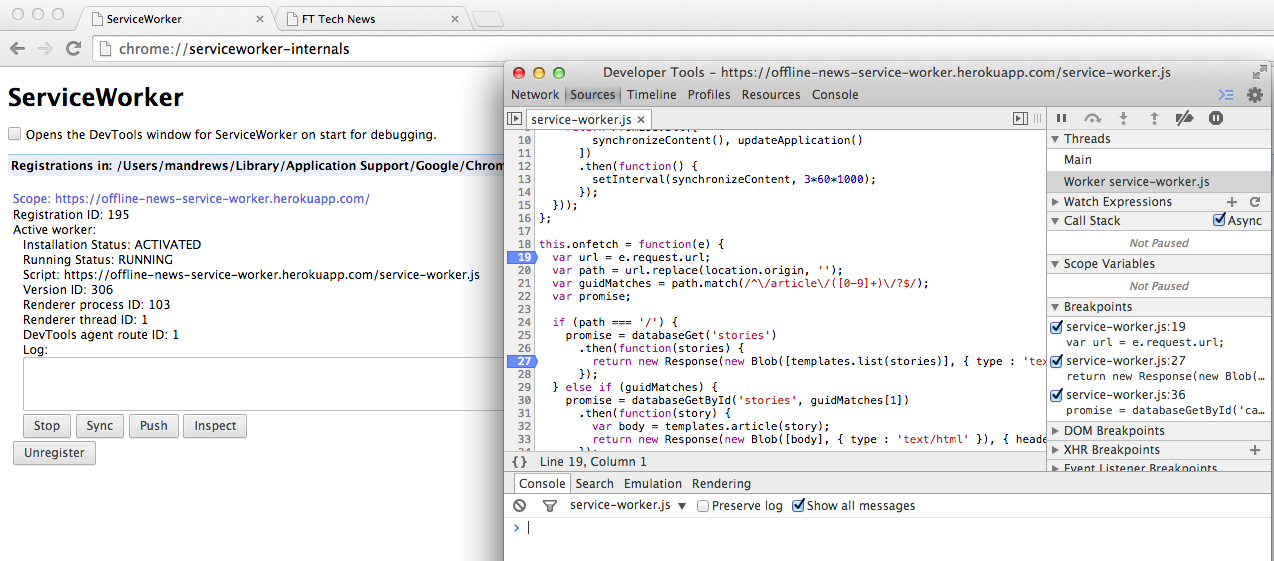 ServiceWorker × FT Tech News ×
chrome://serviceworker-internals
ServiceWorker
Opens the DevTools window for ServiceWorker on start for debugging.
Registrations in: /Users/mandrews/Library/Application Support/Google/Chrom
Scope: https://offline-news-service-worker.herokuapp.com/
Registration ID: 195
Active worker:
Installation Status: ACTIVATED
Running Status: RUNNING
Script: https://offline-news-service-worker.herokuapp.com/service-worker.js
Version ID: 306
Renderer process ID: 103
Renderer thread ID: 1
DevTools agent route ID: 1
Log:
Stop Sync Push Inspect
Unregister
Developer Tools - https://offline-news-service-worker.herokuapp.com/service-worker.js
Network Sources Timeline Profiles Resources Console
service-worker.js ×
10 synchronizeContent(), updateApplication()
11 ])
12 .then(function() {
13 setInterval(synchronizeContent, 3*60*1000);
14 });
15 }));
16 };
17
18 this.onfetch = function(e) {
19 var url = e.request.url;
20 var path = url.replace(location.origin, '');
21 var guidMatches = path.match(/^\/article\/([0-9]+)\/?$/);
22 var promise;
23
24 if (path === '/') {
25 promise = databaseGet('stories')
26 .then(function(stories) {
27 return new Response(new Blob([templates.list(stories)], { type : 'tex
28 });
29 } else if (guidMatches) {
30 promise = databaseGetById('stories', guidMatches[1])
31 .then(function(story) {
32 var body = templates.article(story);
33 return new Response(new Blob([body], { type : 'text/html' }), { heade
34 });
{ } Line 19, Column 1
Threads
Main
Worker service-worker.js
Watch Expressions
Call Stack Async
Not Paused
Scope Variables
Not Paused
Breakpoints
service-worker.js:19
var url = e.request.url;
service-worker.js:27
return new Response(new Blob(…
service-worker.js:36
promise = databaseGetById('ca…
DOM Breakpoints
XHR Breakpoints
Event Listener Breakpoints
Console Search Emulation Rendering
service-worker.js Preserve log Show all messages